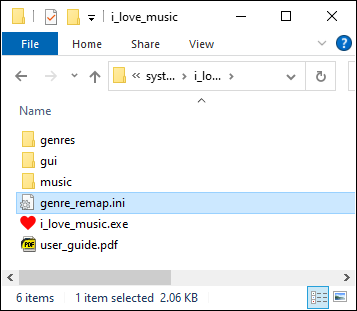 i_love_music
File Home Share View
« syst... › i_lo... ›
Name
genres
gui
music
genre_remap.ini
i_love_music.exe
PDF user_guide.pdf
6 items 1 item selected 2.06 KB